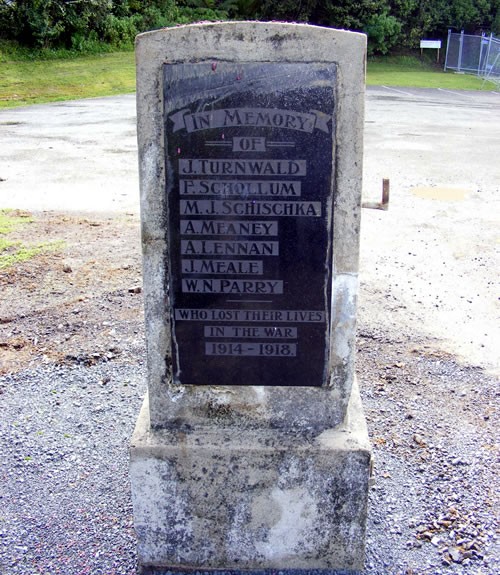 IN MEMORY
OF
J. TURNWALD
F. SCHOLLUM
M. J. SCHISCHKA
A. MEANEY
A. LENNAN
J. MEALE
W. N. PARRY
WHO LOST THEIR LIVES
IN THE WAR
1914 - 1918.